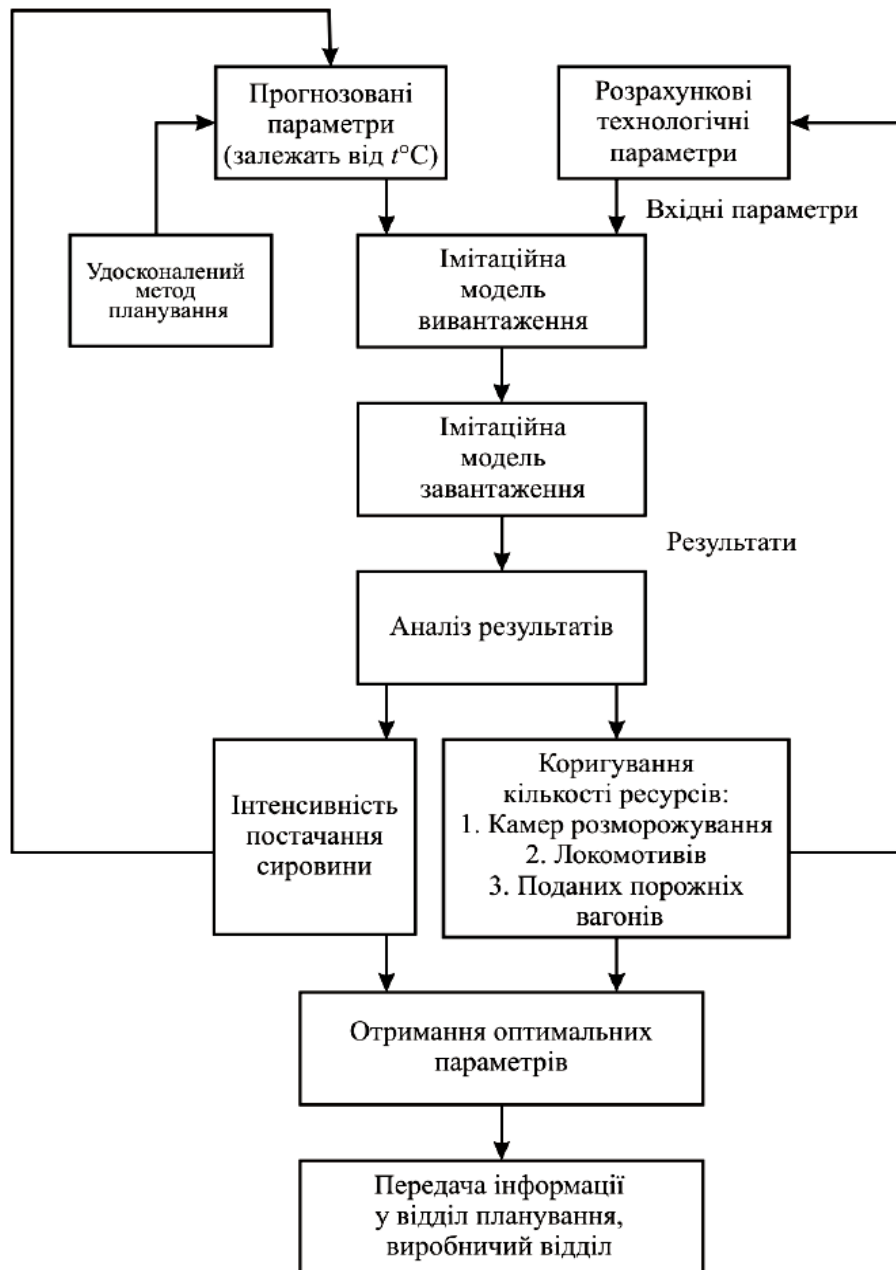 Прогнозовані
параметри
(залежать від t°C)
Розрахункові
технологічні
параметри
Вхідні параметри
Удосконалений
метод
планування
Імітаційна
модель
вивантаження
Імітаційна
модель
завантаження
Результати
Аналіз результатів
Інтенсивність
постачання
сировини
Коригування
кількості ресурсів:
1. Камер розморожування
2. Локомотивів
3. Поданих порожніх
вагонів
Отримання оптимальних
параметрів
Передача інформації
у відділ планування,
виробничий відділ